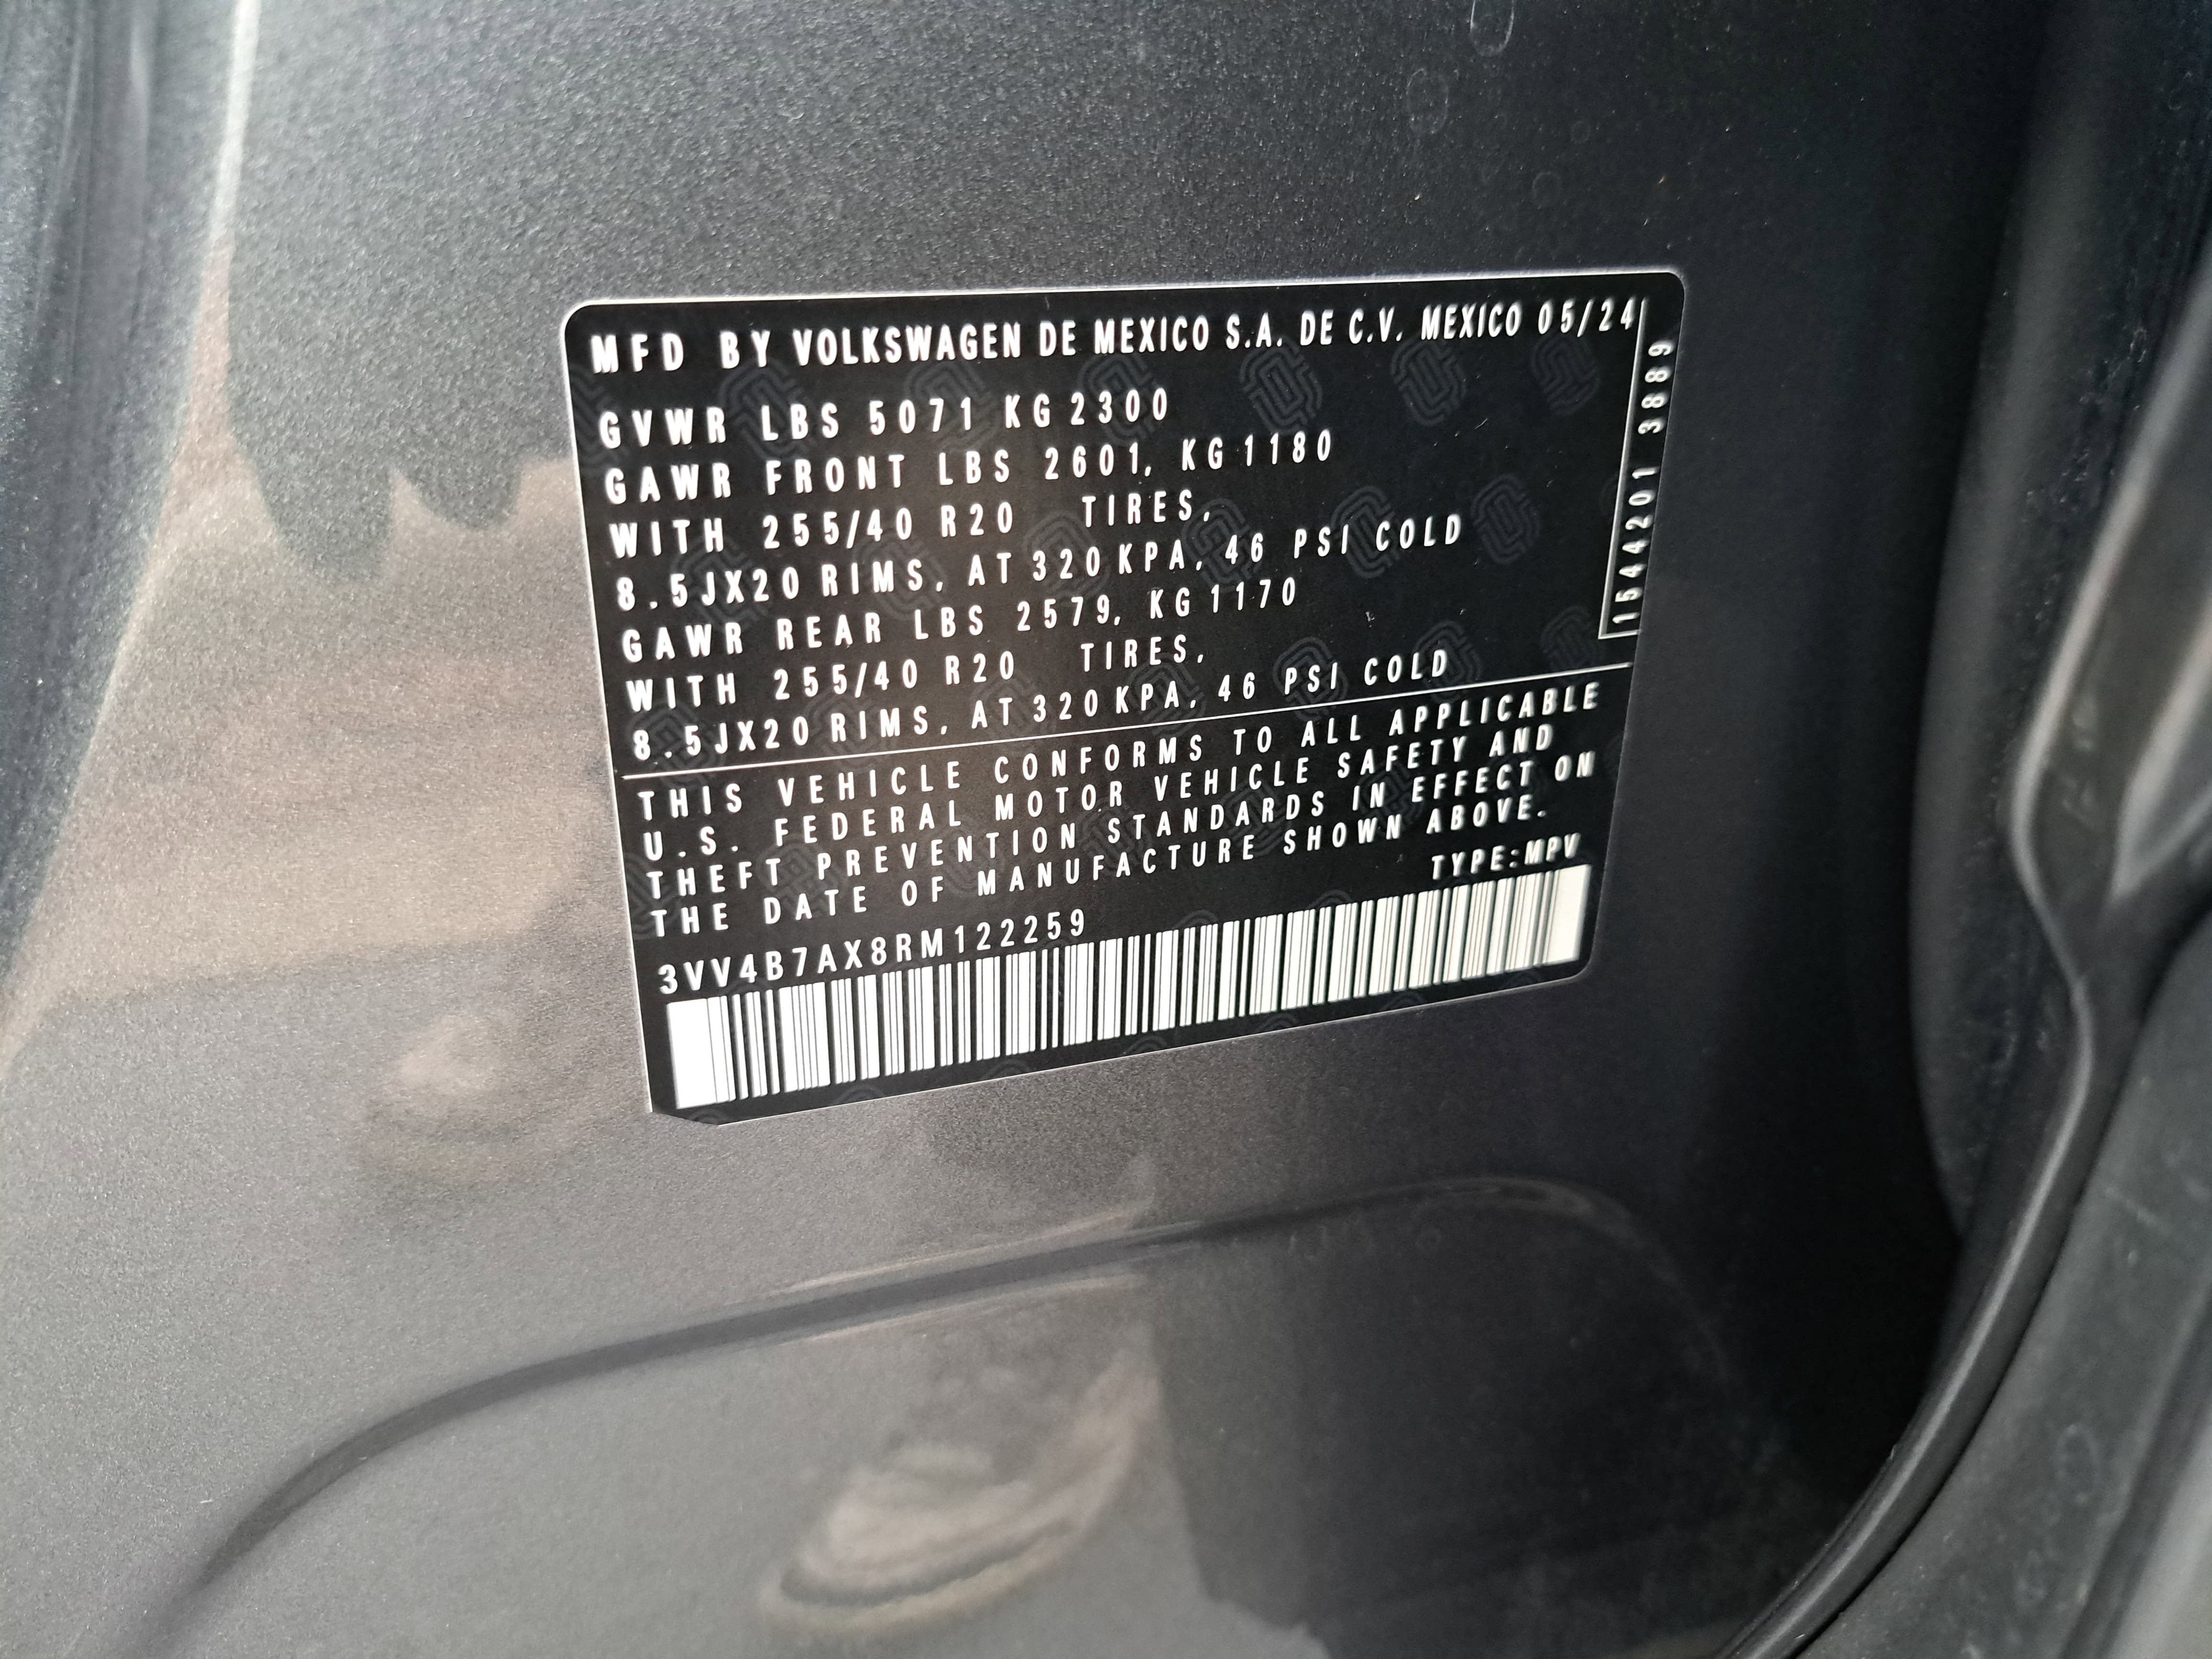 MFD BY VOLKSWAGEN DE MEXICO S.A. DE C.V. MEXICO 05/24
GVWR LBS 5071 KG 2300
GAWR FRONT LBS 2601, KG 1180
WITH 255/40 R20 TIRES,
8.5JX20 RIMS, AT 320 KPA, 46 PSI COLD
GAWR REAR LBS 2579, KG 1170
WITH 255/40 R20 TIRES,
8.5JX20 RIMS, AT 320 KPA, 46 PSI COLD
1544201 3889
THIS VEHICLE CONFORMS TO ALL APPLICABLE
U.S. FEDERAL MOTOR VEHICLE SAFETY AND
THEFT PREVENTION STANDARDS IN EFFECT ON
THE DATE OF MANUFACTURE SHOWN ABOVE.
TYPE:MPV
3VV4B7AX8RM122259